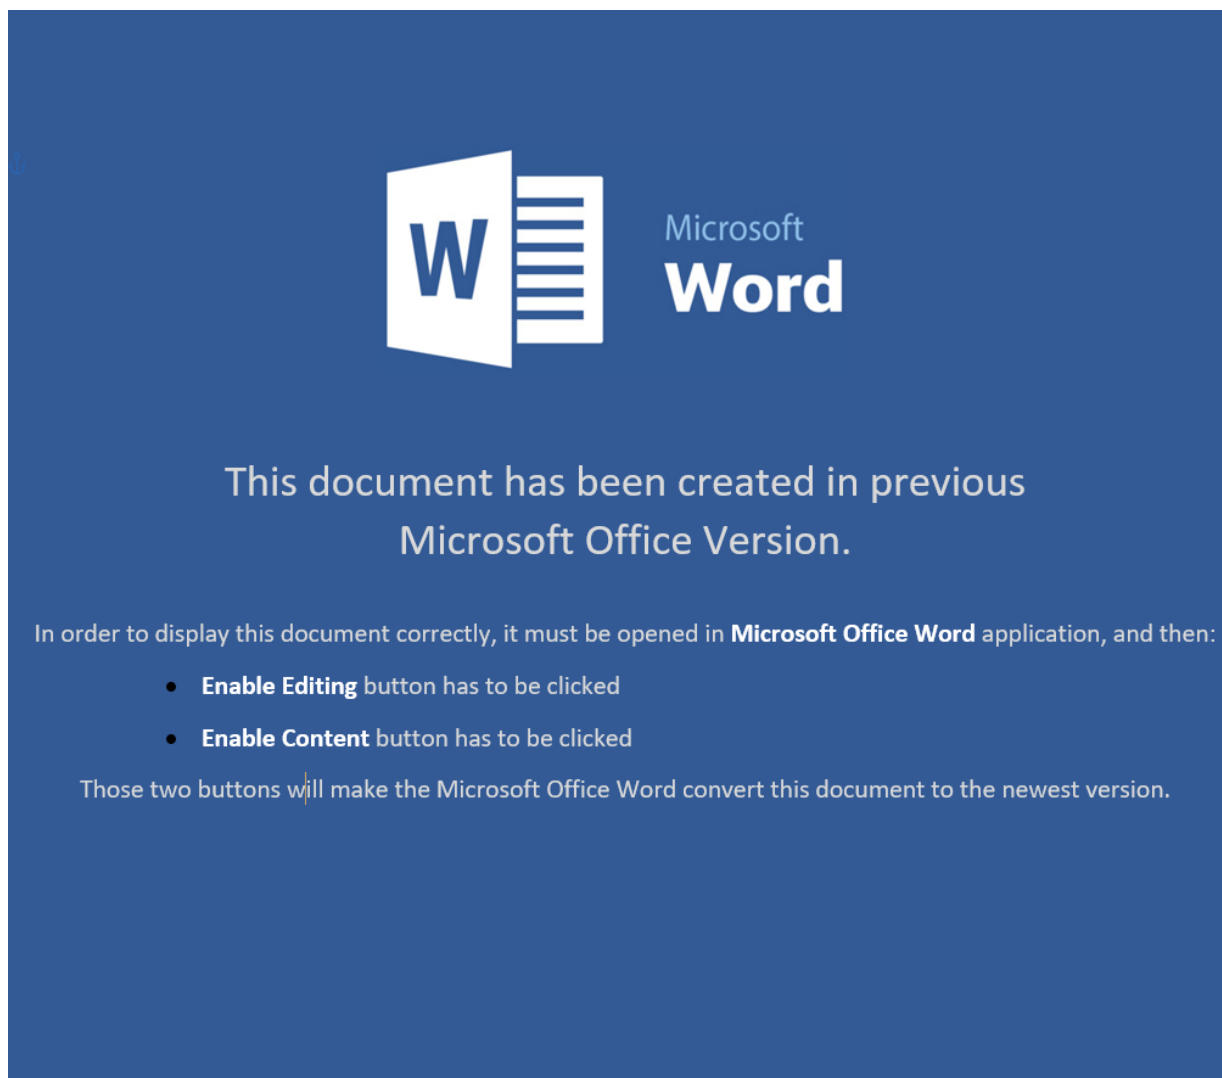 W
Microsoft
Word
This document has been created in previous
Microsoft Office Version.
In order to display this document correctly, it must be opened in Microsoft Office Word application, and then:
• Enable Editing button has to be clicked
• Enable Content button has to be clicked
Those two buttons will make the Microsoft Office Word convert this document to the newest version.